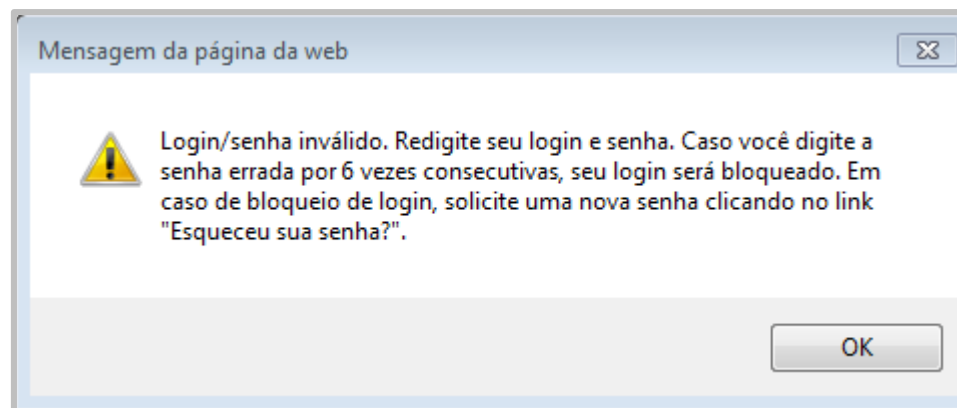 Mensagem da página da web
Login/senha inválido. Redigite seu login e senha. Caso você digite a
senha errada por 6 vezes consecutivas, seu login será bloqueado. Em
caso de bloqueio de login, solicite uma nova senha clicando no link
"Esqueceu sua senha?".
OK